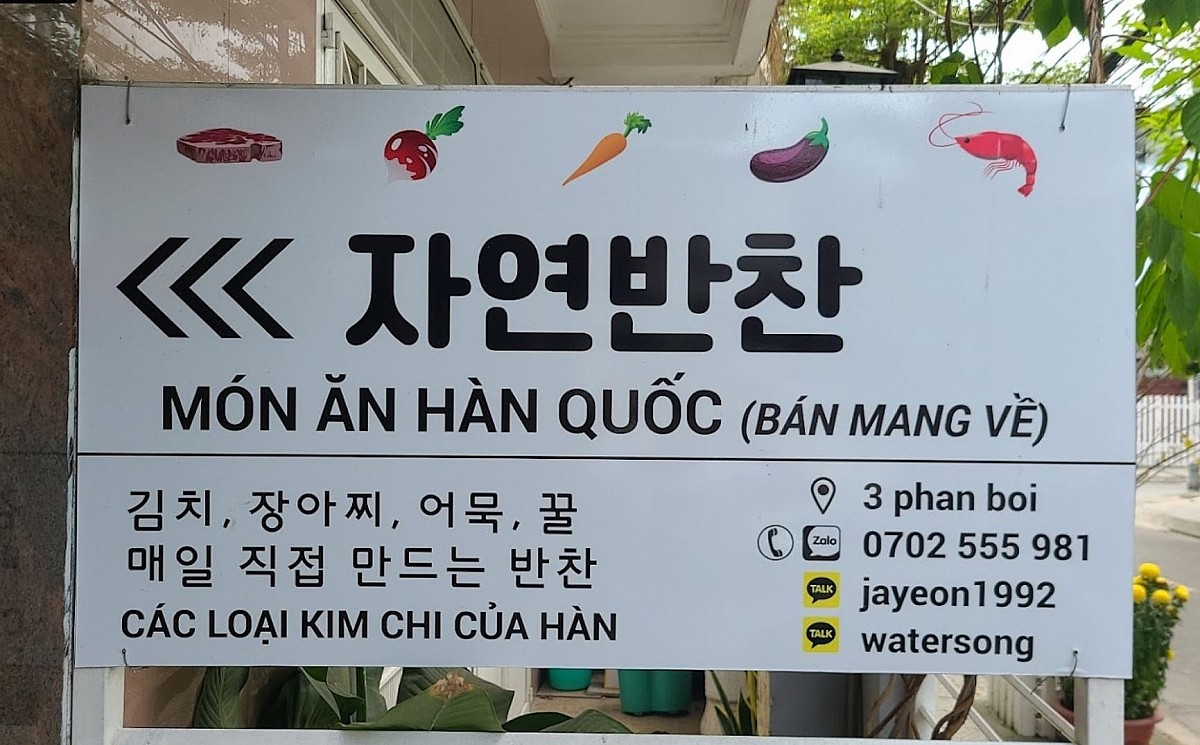 자연반찬
MÓN ĂN HÀN QUỐC (BÁN MANG VỀ)
김치, 장아찌, 어묵, 꿀
매일 직접 만드는 반찬
CÁC LOẠI KIM CHI CỦA HÀN
3 phan boi
Zalo 0702 555 981
TALK jayeon1992
TALK watersong